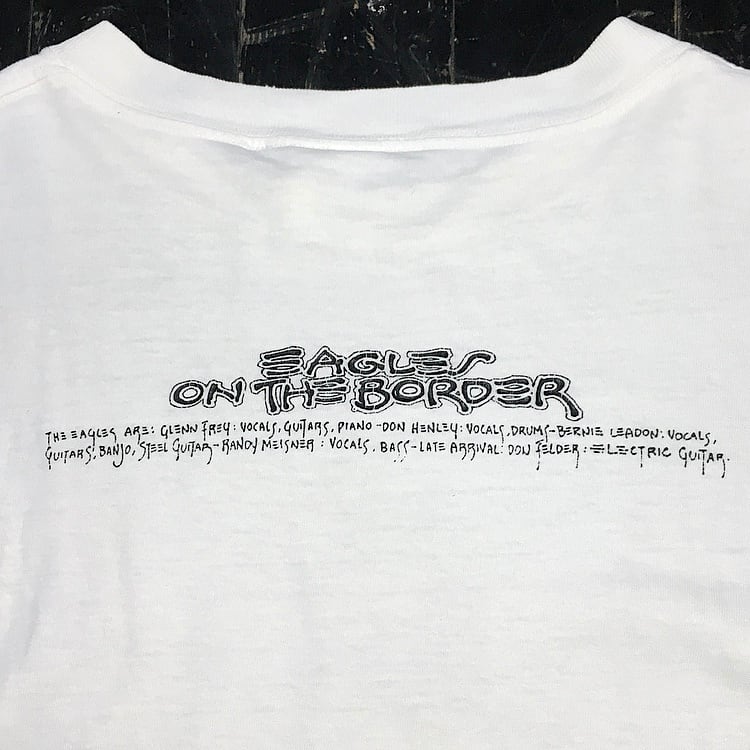 EAGLES
ON THE BORDER
THE EAGLES ARE: GLENN FREY: VOCALS, GUITARS, PIANO-DON HENLEY: VOCALS, DRUMS-BERNIE LEADON: VOCALS,
GUITARS, BANJO, STEEL GUITAR-RANDY MEISNER: VOCALS, BASS-LATE ARRIVAL: DON FELDER: ELECTRIC GUITAR.